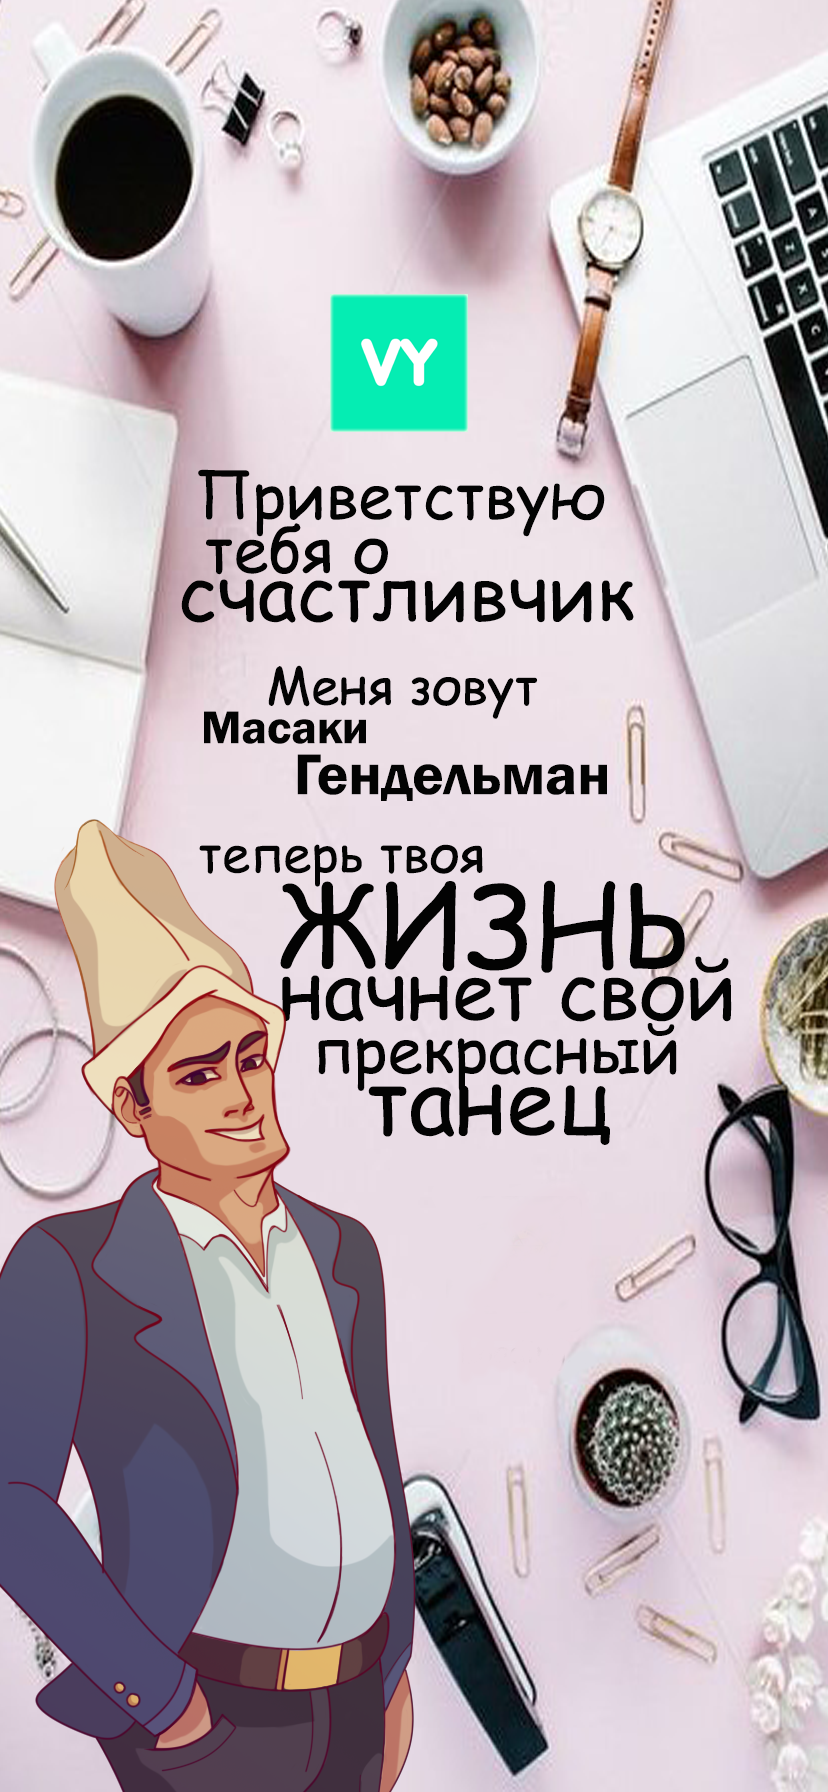 VY
Приветствую
тебя о
счастливчик
Меня зовут
Масаки
Гендельман
теперь твоя
жизнь
начнет свой
прекрасный
танец